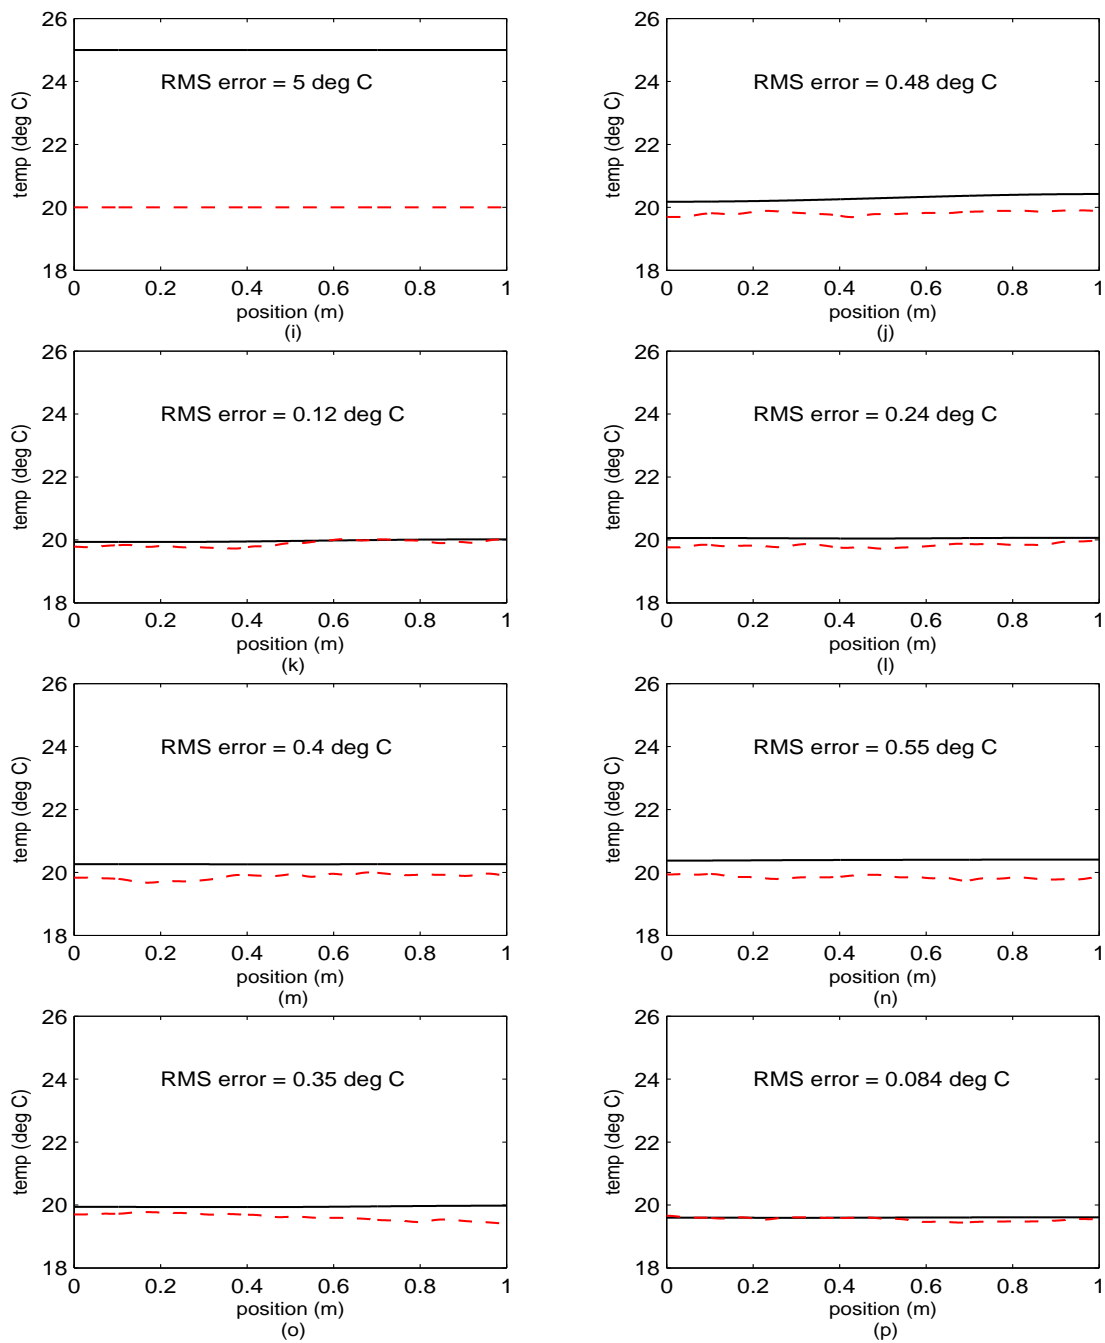 26
24
22
20
18
temp (deg C)
RMS error = 5 deg C
0 0.2 0.4 0.6 0.8 1
position (m)
(i)
26
24
22
20
18
temp (deg C)
RMS error = 0.48 deg C
0 0.2 0.4 0.6 0.8 1
position (m)
(j)
26
24
22
20
18
temp (deg C)
RMS error = 0.12 deg C
0 0.2 0.4 0.6 0.8 1
position (m)
(k)
26
24
22
20
18
temp (deg C)
RMS error = 0.24 deg C
0 0.2 0.4 0.6 0.8 1
position (m)
(l)
26
24
22
20
18
temp (deg C)
RMS error = 0.4 deg C
0 0.2 0.4 0.6 0.8 1
position (m)
(m)
26
24
22
20
18
temp (deg C)
RMS error = 0.55 deg C
0 0.2 0.4 0.6 0.8 1
position (m)
(n)
26
24
22
20
18
temp (deg C)
RMS error = 0.35 deg C
0 0.2 0.4 0.6 0.8 1
position (m)
(o)
26
24
22
20
18
temp (deg C)
RMS error = 0.084 deg C
0 0.2 0.4 0.6 0.8 1
position (m)
(p)